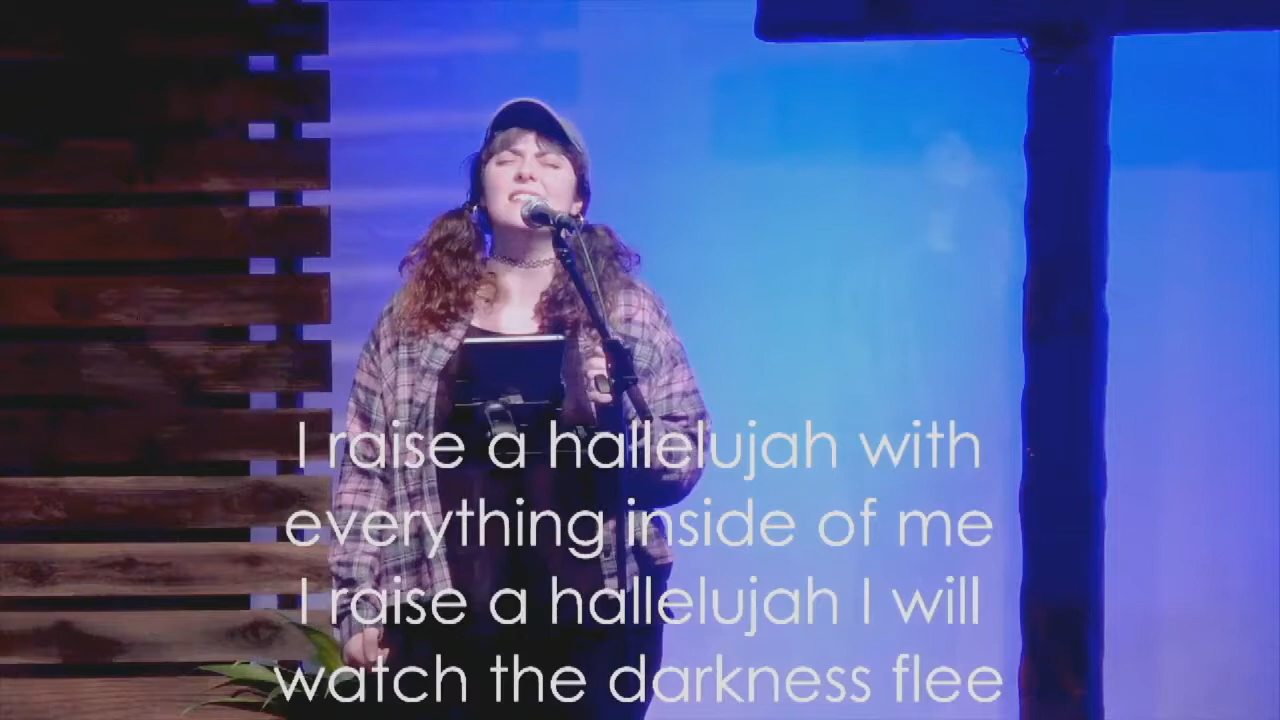 I raise a hallelujah with
everything inside of me
I raise a hallelujah I will
watch the darkness flee